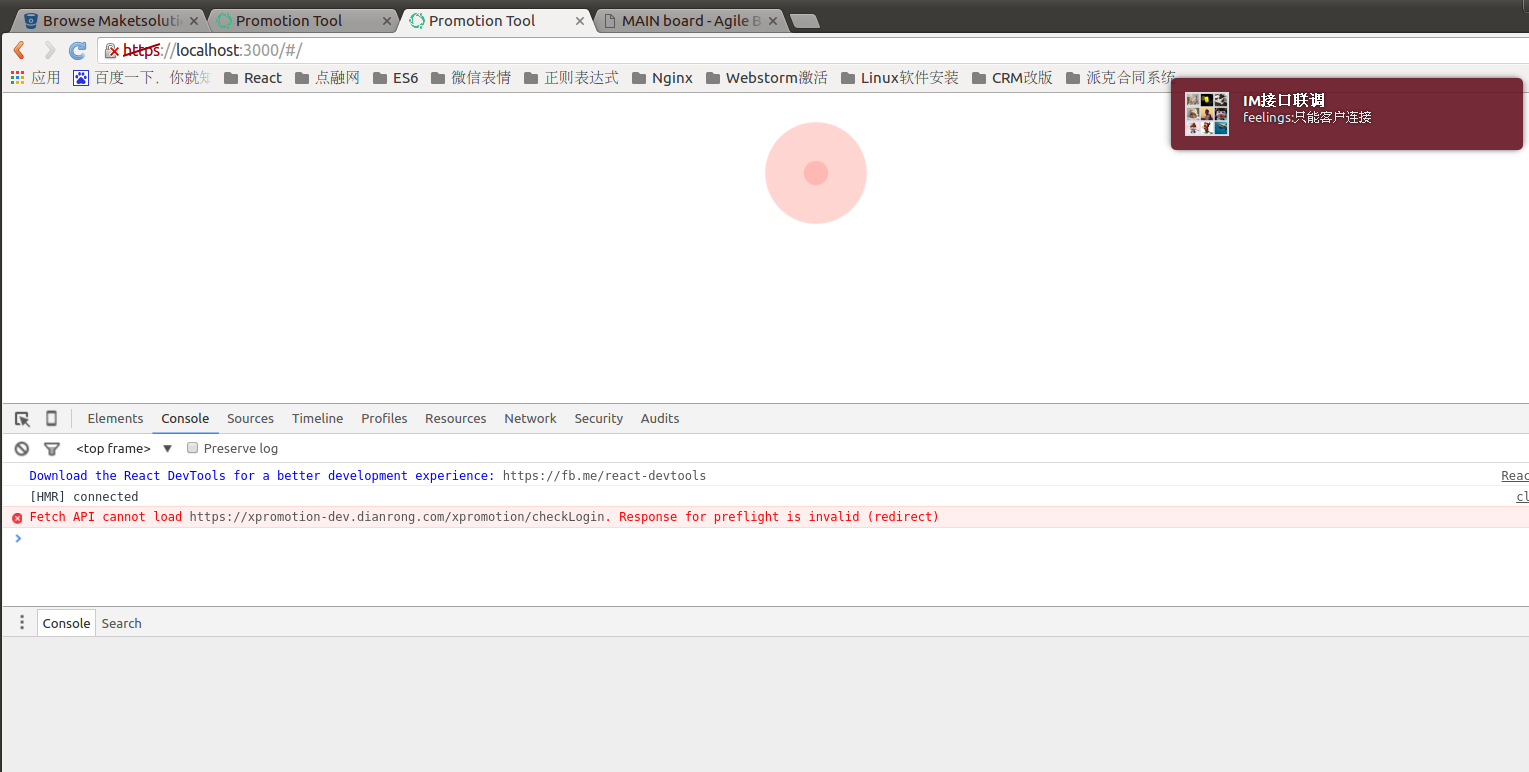 Browse Maketsoluti
Promotion Tool
Promotion Tool
MAIN board - Agile B
https://localhost:3000/#/
应用
百度一下，你就知
React
点融网
ES6
微信表情
正则表达式
Nginx
Webstorm激活
Linux软件安装
CRM改版
派克合同系统
IM接口联调
feelings:只能客户连接
Elements Console Sources Timeline Profiles Resources Network Security Audits
<top frame> ▼ Preserve log
Download the React DevTools for a better development experience: https://fb.me/react-devtools Reac
[HMR] connected cl
Fetch API cannot load https://xpromotion-dev.dianrong.com/xpromotion/checkLogin. Response for preflight is invalid (redirect)
Console Search